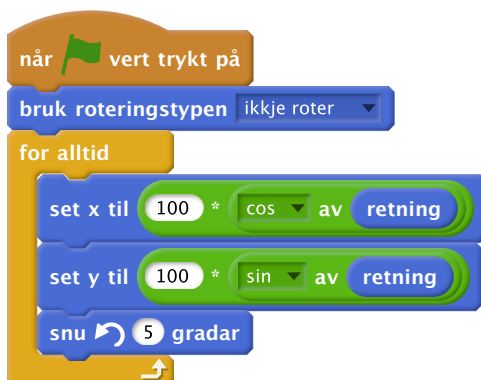 når vert trykt på
bruk roteringstypen ikkje roter
for alltid
set x til 100 * cos av retning
set y til 100 * sin av retning
snu 5 gradar